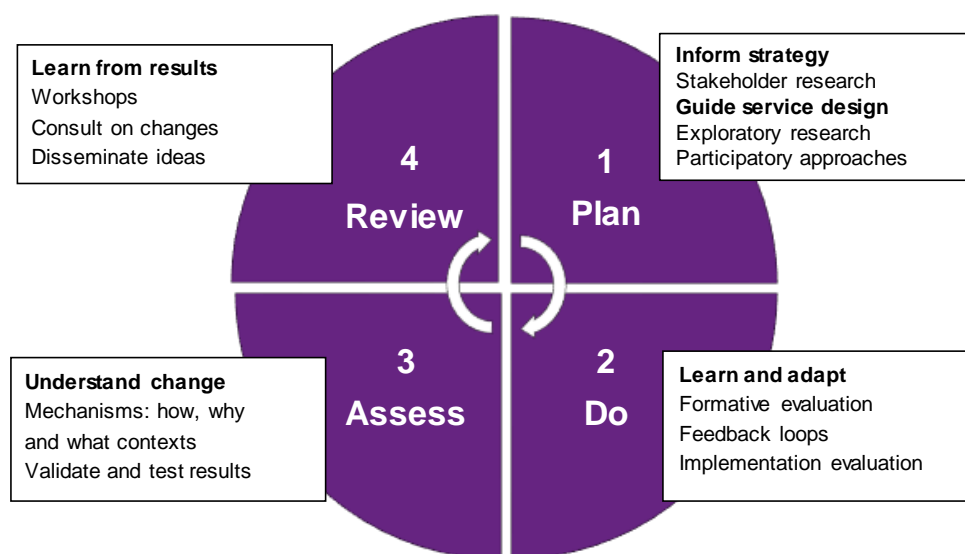 Learn from results
Workshops
Consult on changes
Disseminate ideas
Inform strategy
Stakeholder research
Guide service design
Exploratory research
Participatory approaches
4
Review
1
Plan
3
Assess
2
Do
Understand change
Mechanisms: how, why
and what contexts
Validate and test results
Learn and adapt
Formative evaluation
Feedback loops
Implementation evaluation